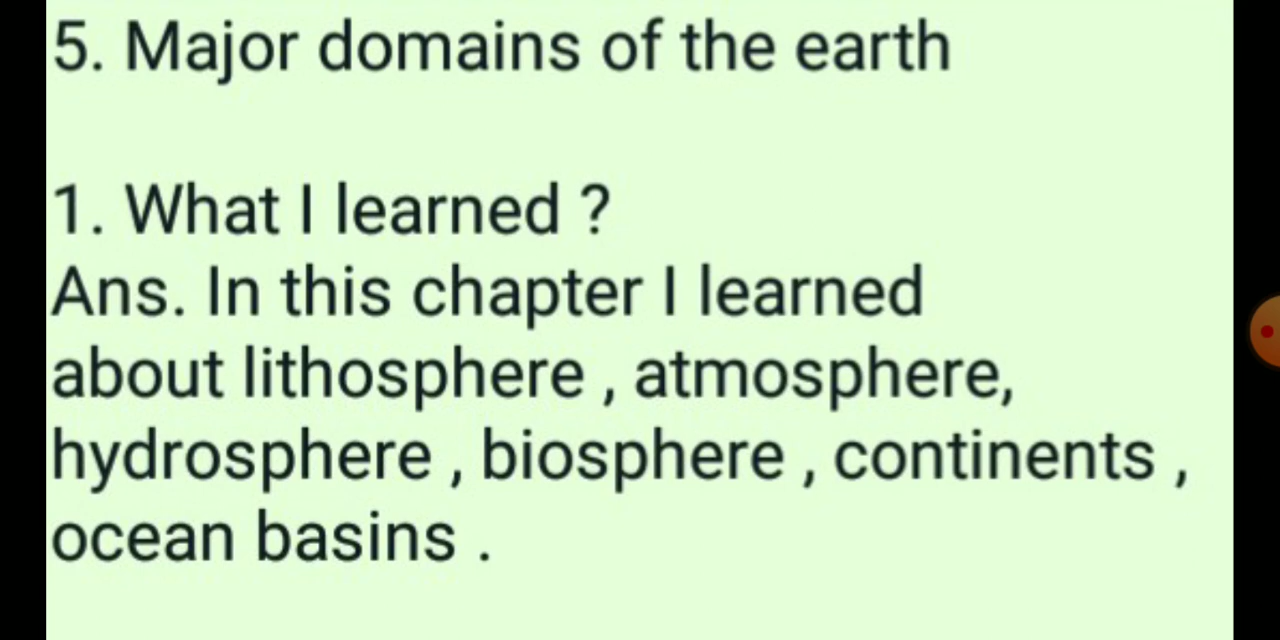 5. Major domains of the earth
1. What I learned ?
Ans. In this chapter I learned
about lithosphere , atmosphere,
hydrosphere , biosphere , continents ,
ocean basins .